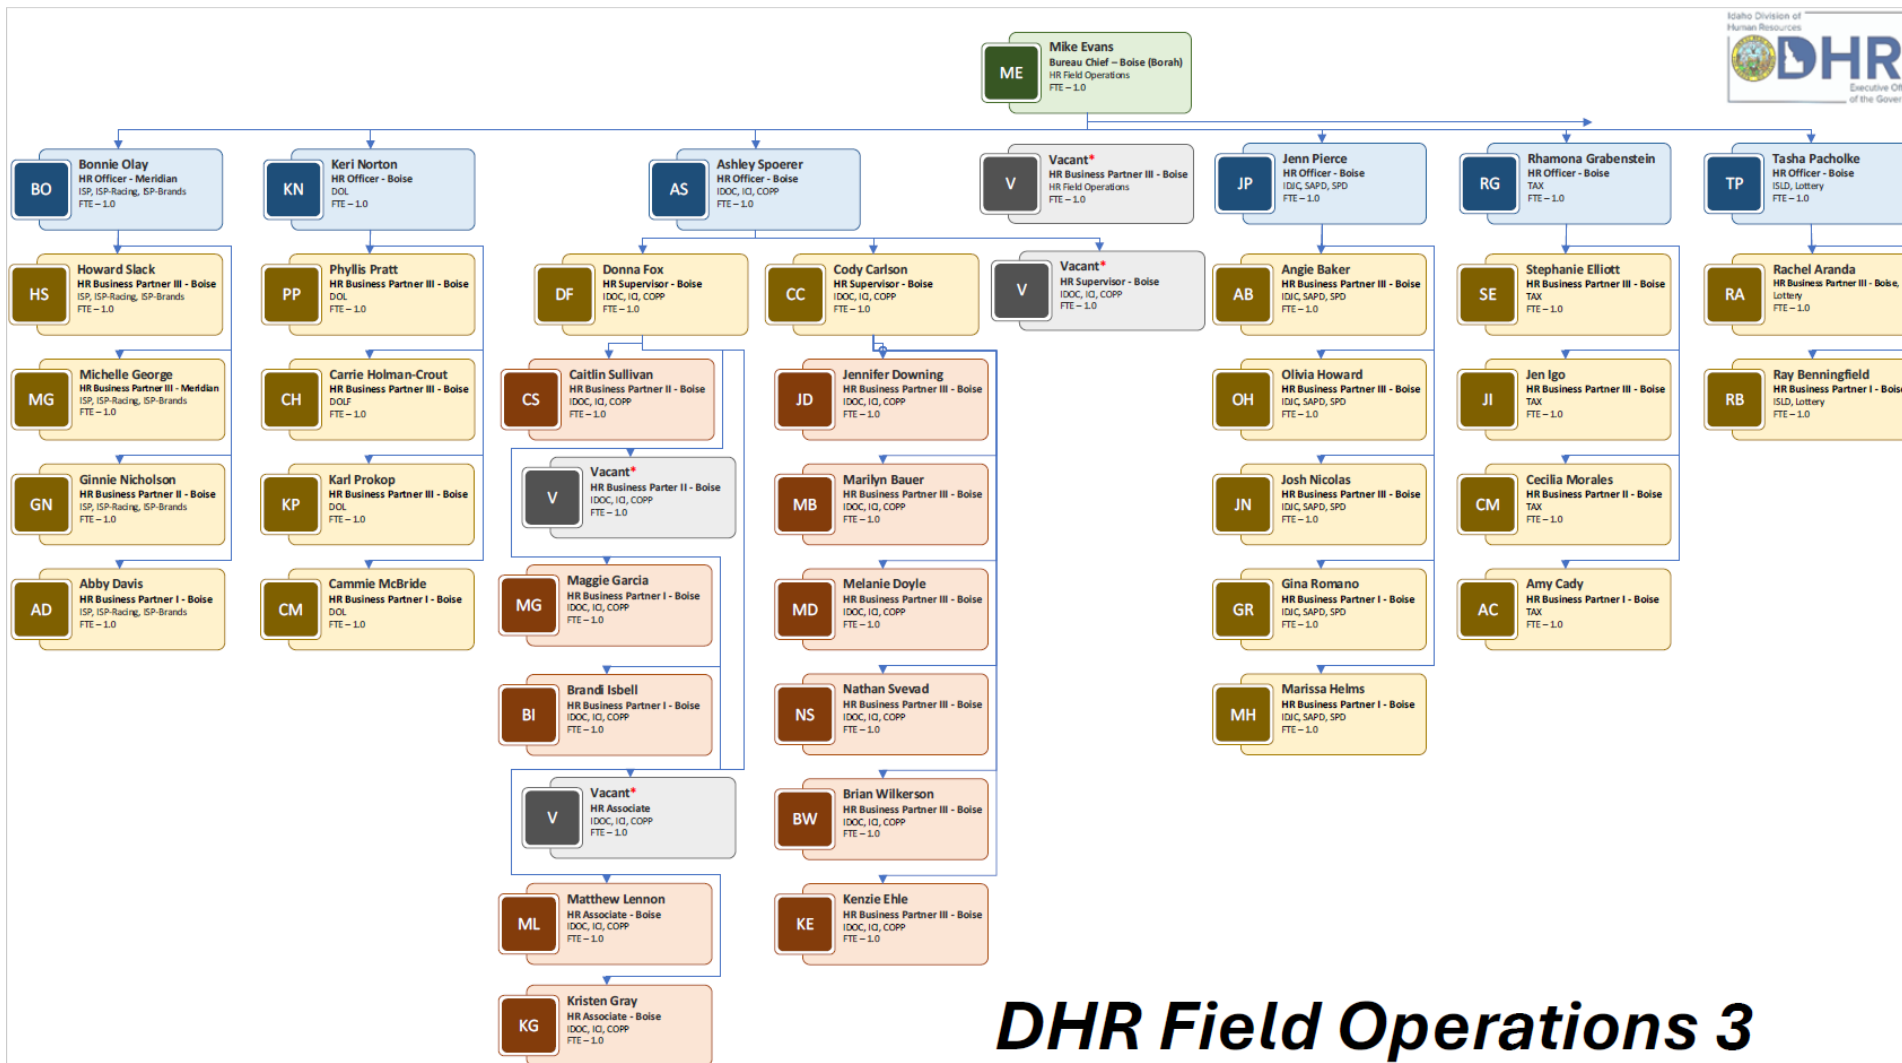 Idaho Division of
Human Resources
DHR
Executive Of
of the Gover
ME
Mike Evans
Bureau Chief – Boise (Borah)
HR Field Operations
FTE – 1.0
BO
Bonnie Olay
HR Officer - Meridian
ISP, ISP-Racing, ISP-Brands
FTE – 1.0
KN
Keri Norton
HR Officer - Boise
DOL
FTE – 1.0
AS
Ashley Spoerer
HR Officer - Boise
IDOC, ICI, COPP
FTE – 1.0
V
Vacant*
HR Business Partner III - Boise
HR Field Operations
FTE – 1.0
JP
Jenn Pierce
HR Officer - Boise
IDJC, SAPD, SPD
FTE – 1.0
RG
Rhamona Grabenstein
HR Officer - Boise
TAX
FTE – 1.0
TP
Tasha Pacholke
HR Officer - Boise
ISLD, Lottery
FTE – 1.0
HS
Howard Slack
HR Business Partner III - Boise
ISP, ISP-Racing, ISP-Brands
FTE – 1.0
PP
Phyllis Pratt
HR Business Partner III - Boise
DOL
FTE – 1.0
DF
Donna Fox
HR Supervisor - Boise
IDOC, ICI, COPP
FTE – 1.0
CC
Cody Carlson
HR Supervisor - Boise
IDOC, ICI, COPP
FTE – 1.0
V
Vacant*
HR Supervisor - Boise
IDOC, ICI, COPP
FTE – 1.0
AB
Angie Baker
HR Business Partner III - Boise
IDJC, SAPD, SPD
FTE – 1.0
SE
Stephanie Elliott
HR Business Partner III - Boise
TAX
FTE – 1.0
RA
Rachel Aranda
HR Business Partner III - Boise,
Lottery
FTE – 1.0
MG
Michelle George
HR Business Partner III - Meridian
ISP, ISP-Racing, ISP-Brands
FTE – 1.0
CH
Carrie Holman-Crout
HR Business Partner III - Boise
DOLF
FTE – 1.0
CS
Caitlin Sullivan
HR Business Partner II - Boise
IDOC, ICI, COPP
FTE – 1.0
JD
Jennifer Downing
HR Business Partner III - Boise
IDOC, ICI, COPP
FTE – 1.0
OH
Olivia Howard
HR Business Partner III - Boise
IDJC, SAPD, SPD
FTE – 1.0
JI
Jen Igo
HR Business Partner III - Boise
TAX
FTE – 1.0
RB
Ray Benningfield
HR Business Partner I - Boise
ISLD, Lottery
FTE – 1.0
GN
Ginnie Nicholson
HR Business Partner II - Boise
ISP, ISP-Racing, ISP-Brands
FTE – 1.0
KP
Karl Prokop
HR Business Partner III - Boise
DOL
FTE – 1.0
V
Vacant*
HR Business Parter II - Boise
IDOC, ICI, COPP
FTE – 1.0
MB
Marilyn Bauer
HR Business Partner III - Boise
IDOC, ICI, COPP
FTE – 1.0
JN
Josh Nicolas
HR Business Partner III - Boise
IDJC, SAPD, SPD
FTE – 1.0
CM
Cecilia Morales
HR Business Partner II - Boise
TAX
FTE – 1.0
AD
Abby Davis
HR Business Partner I - Boise
ISP, ISP-Racing, ISP-Brands
FTE – 1.0
CM
Cammie McBride
HR Business Partner I - Boise
DOL
FTE – 1.0
MG
Maggie Garcia
HR Business Partner I - Boise
IDOC, ICI, COPP
FTE – 1.0
MD
Melanie Doyle
HR Business Partner III - Boise
IDOC, ICI, COPP
FTE – 1.0
GR
Gina Romano
HR Business Partner I - Boise
IDJC, SAPD, SPD
FTE – 1.0
AC
Amy Cady
HR Business Partner I - Boise
TAX
FTE – 1.0
BI
Brandi Isbell
HR Business Partner I - Boise
IDOC, ICI, COPP
FTE – 1.0
NS
Nathan Svevad
HR Business Partner III - Boise
IDOC, ICI, COPP
FTE – 1.0
MH
Marissa Helms
HR Business Partner I - Boise
IDJC, SAPD, SPD
FTE – 1.0
V
Vacant*
HR Associate
IDOC, ICI, COPP
FTE – 1.0
BW
Brian Wilkerson
HR Business Partner III - Boise
IDOC, ICI, COPP
FTE – 1.0
ML
Matthew Lennon
HR Associate - Boise
IDOC, ICI, COPP
FTE – 1.0
KE
Kenzie Ehle
HR Business Partner III - Boise
IDOC, ICI, COPP
FTE – 1.0
KG
Kristen Gray
HR Associate - Boise
IDOC, ICI, COPP
FTE – 1.0
DHR Field Operations 3